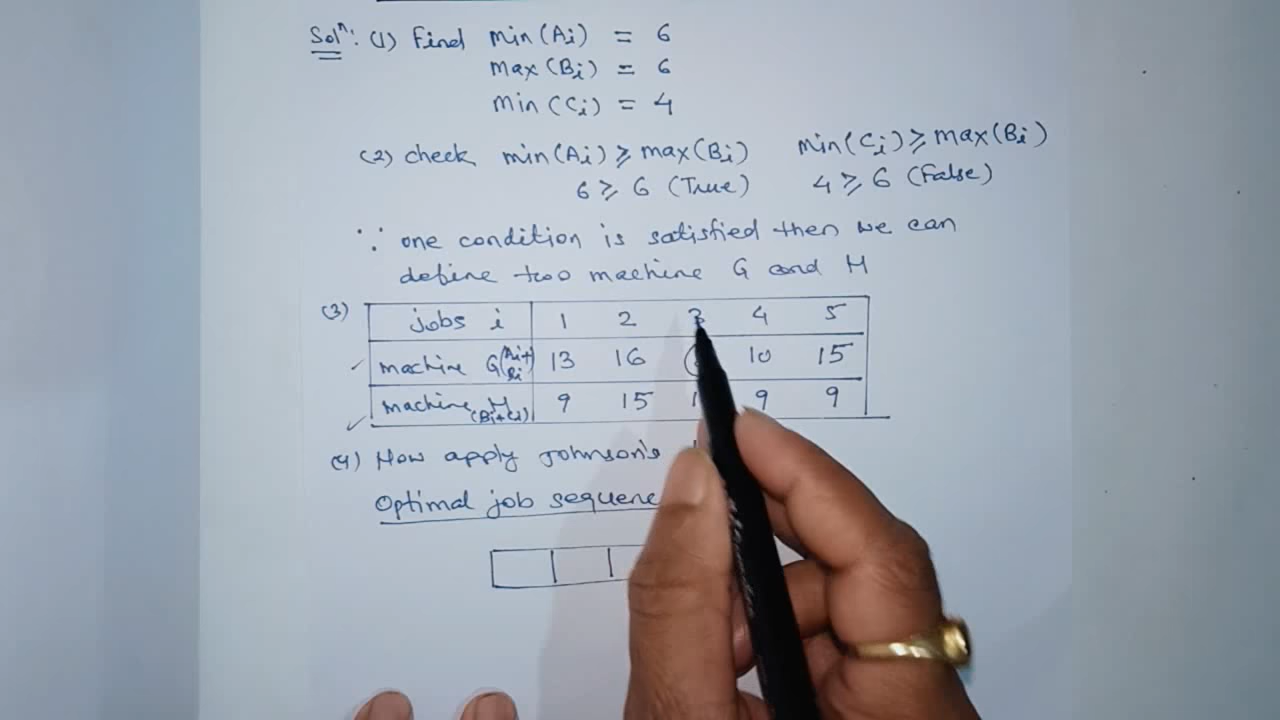 Solⁿ: (1) Find min(Ai) = 6
max(Bi) = 6
min(Ci) = 4
(2) check min(Ai) ≥ max(Bi) min(Ci) ≥ max(Bi)
6 ≥ 6 (True) 4 ≥ 6 (False)
∵ one condition is satisfied then we can
define two machine G and H
(3) jobs i 1 2 3 4 5
machine G(Ai+Bi) 13 16 10 15
machine H (Bi+Ci) 9 15 9 9
(4) Now apply Johnson's
Optimal job